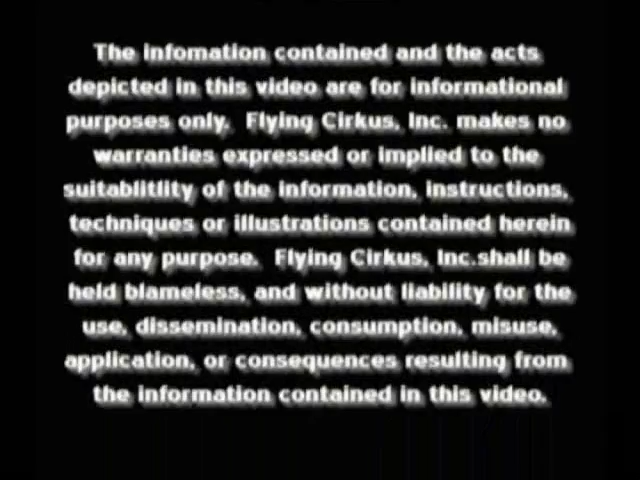 The infomation contained and the acts
depicted in this video are for informational
purposes only.  Flying Cirkus, Inc. makes no
warranties expressed or implied to the
suitablitlity of the information, instructions,
techniques or illustrations contained herein
for any purpose.  Flying Cirkus, Inc.shall be
held blameless, and without liability for the
use, dissemination, consumption, misuse,
application, or consequences resulting from
the information contained in this video.